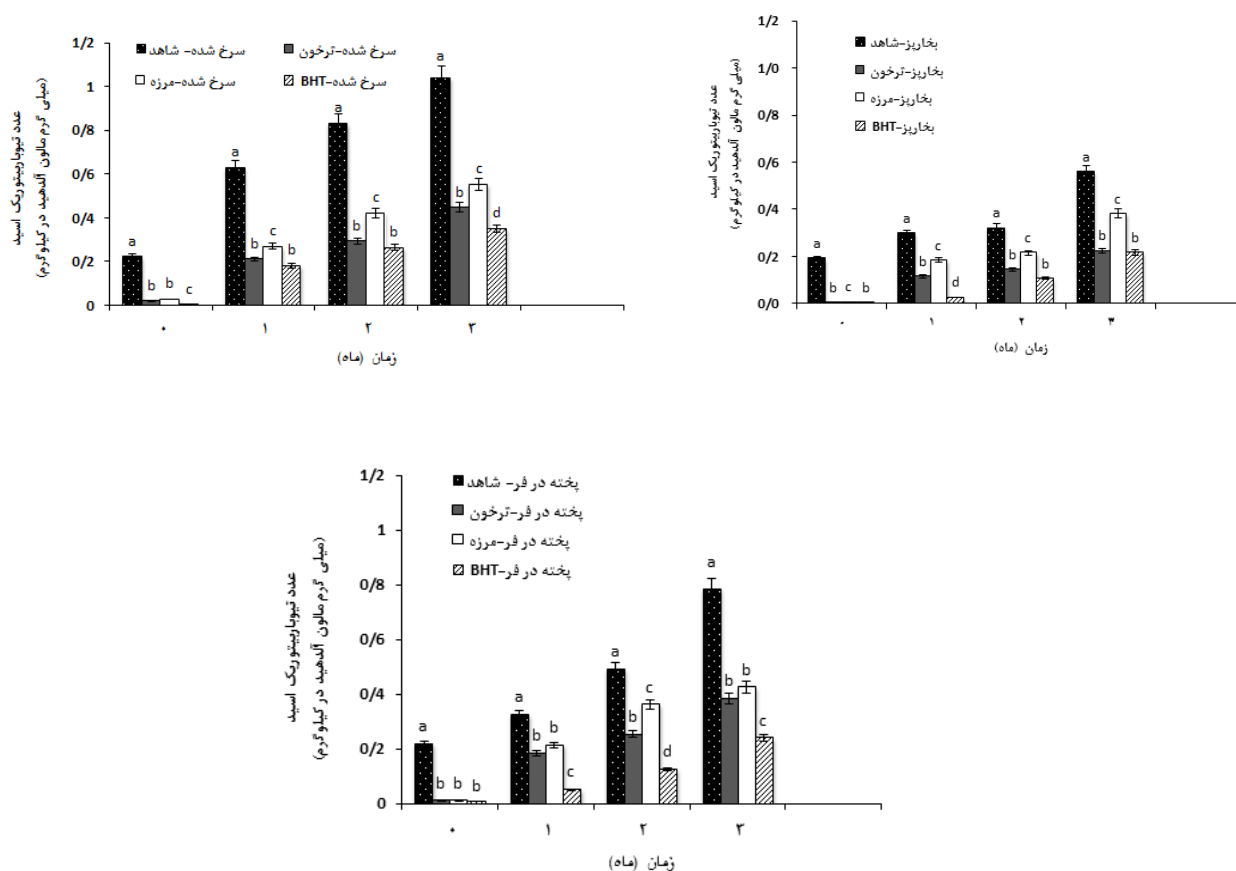 عدد تیوباربیتوریک اسید
(میلی گرم مالون آلدهید در کیلوگرم)
1/2
1
0/8
0/6
0/4
0/2
0
سرخ شده- شاهد
سرخ شده-ترخون
سرخ شده-مرزه
سرخ شده-BHT
a b b c
a b c b
a b c b
a b c d
۰ ۱ ۲ ۳
زمان (ماه)
عدد تیوباربیتوریک اسید
(میلی گرم مالون آلدهید در کیلوگرم)
1/2
1/0
0/8
0/6
0/4
0/2
0/0
بخارپز-شاهد
بخارپز-ترخون
بخارپز-مرزه
بخارپز-BHT
a b c b
a b c d
a b c b
a b c b
۰ ۱ ۲ ۳
زمان (ماه)
عدد تیوباربیتوریک اسید
(میلی گرم مالون آلدهید در کیلوگرم)
1/2
1
0/8
0/6
0/4
0/2
0
پخته در فر- شاهد
پخته در فر-ترخون
پخته در فر-مرزه
پخته در فر-BHT
a b b b
a b b c
a b c d
a b b c
۰ ۱ ۲ ۳
زمان (ماه)